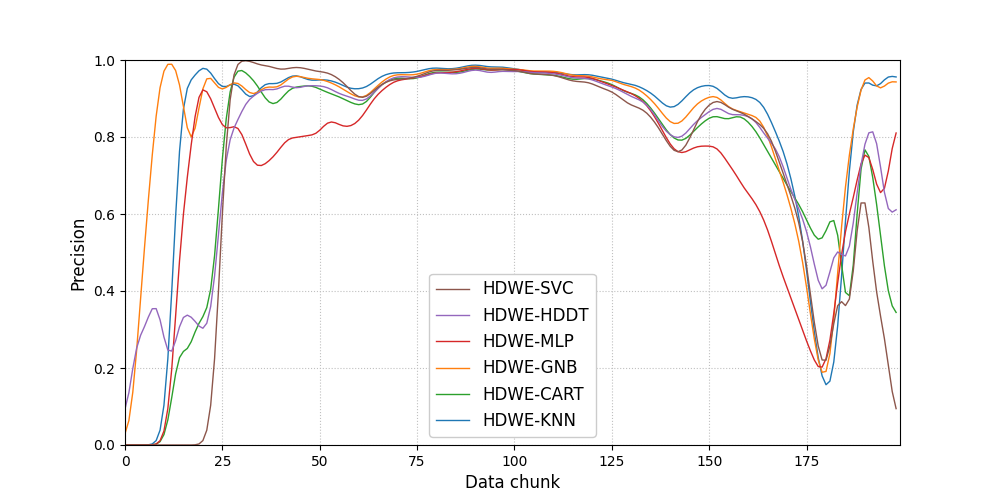 1.0
0.8
0.6
0.4
0.2
0.0
Precision
HDWE-SVC
HDWE-HDDT
HDWE-MLP
HDWE-GNB
HDWE-CART
HDWE-KNN
0 25 50 75 100 125 150 175
Data chunk